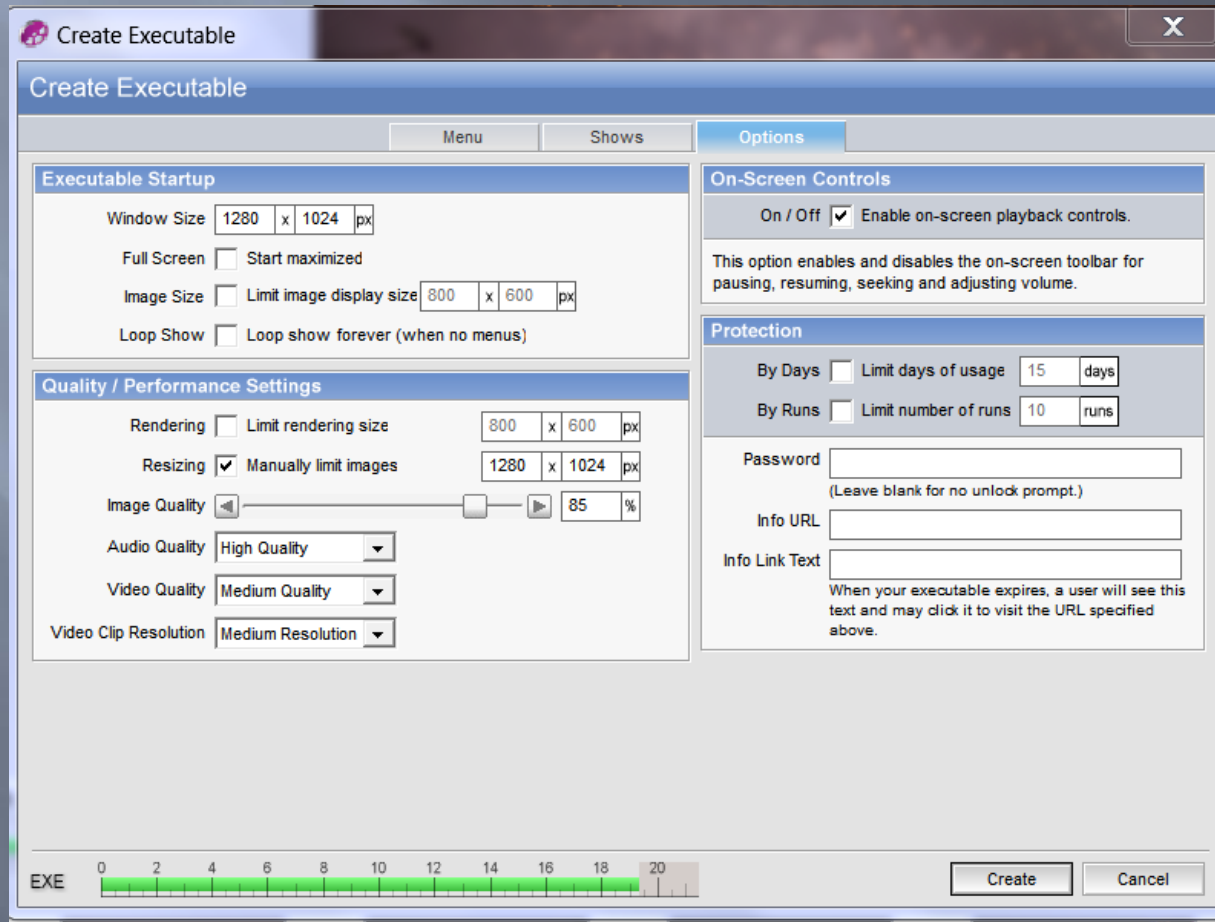 Create Executable
X
Create Executable
Menu Shows Options
Executable Startup
Window Size 1280 x 1024 px
Full Screen Start maximized
Image Size Limit image display size 800 x 600 px
Loop Show Loop show forever (when no menus)
Quality / Performance Settings
Rendering Limit rendering size 800 x 600 px
Resizing Manually limit images 1280 x 1024 px
Image Quality 85 %
Audio Quality High Quality
Video Quality Medium Quality
Video Clip Resolution Medium Resolution
On-Screen Controls
On / Off Enable on-screen playback controls.
This option enables and disables the on-screen toolbar for
pausing, resuming, seeking and adjusting volume.
Protection
By Days Limit days of usage 15 days
By Runs Limit number of runs 10 runs
Password
(Leave blank for no unlock prompt.)
Info URL
Info Link Text
When your executable expires, a user will see this
text and may click it to visit the URL specified
above.
EXE 0 2 4 6 8 10 12 14 16 18 20
Create Cancel